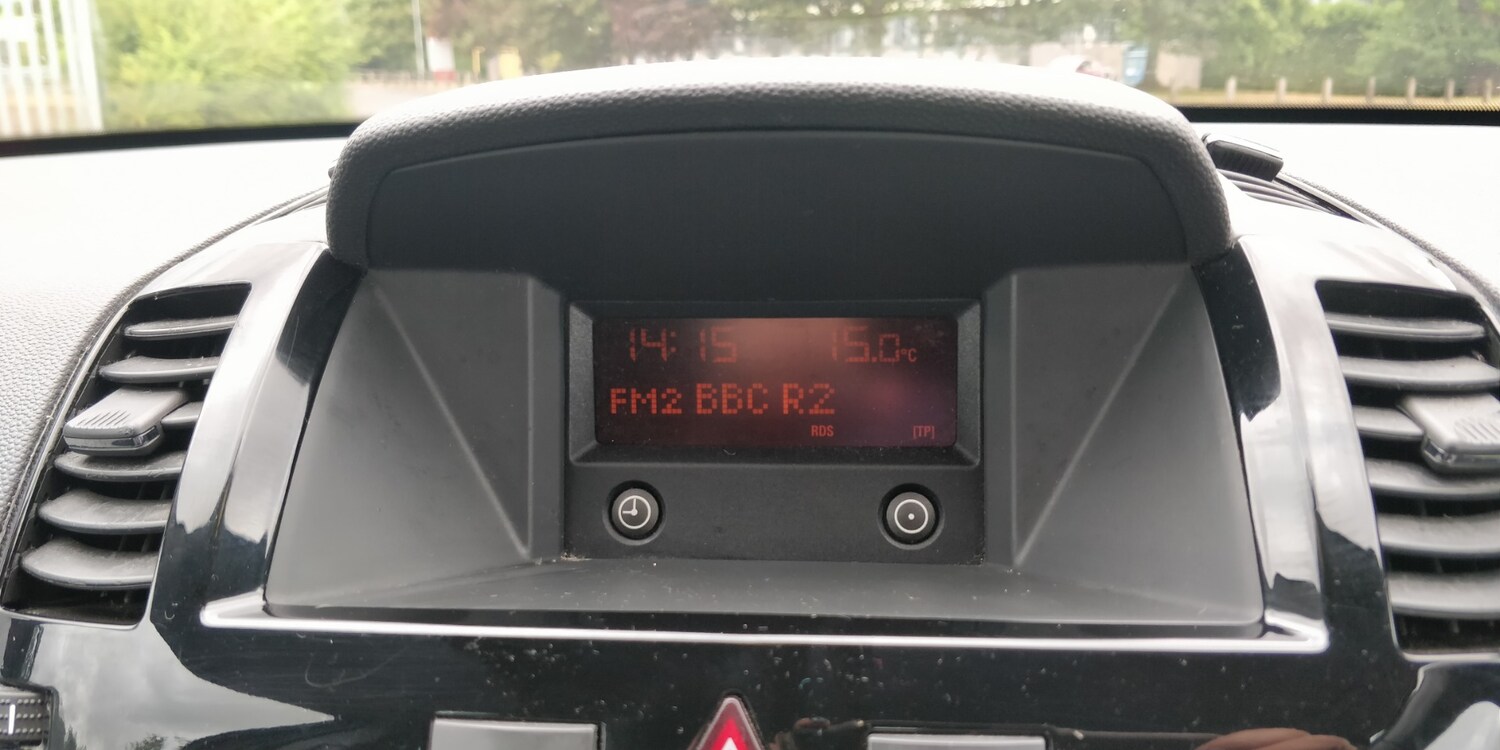 14:15 15.0°C
FM2 BBC R2
RDS [TP]